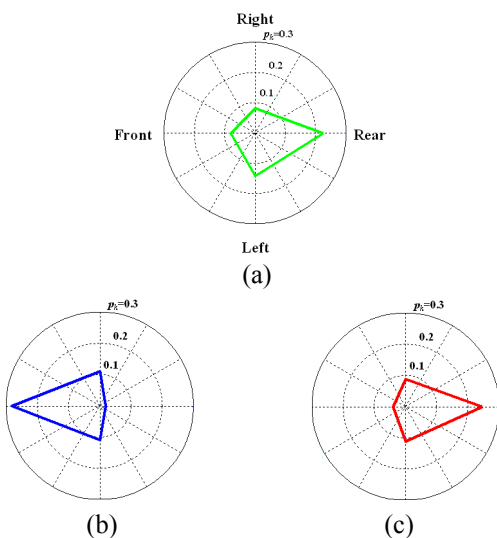 Right
pₖ=0.3
0.2
0.1
Front
Rear
Left
(a)
pₖ=0.3
0.2
0.1
(b)
pₖ=0.3
0.2
0.1
(c)